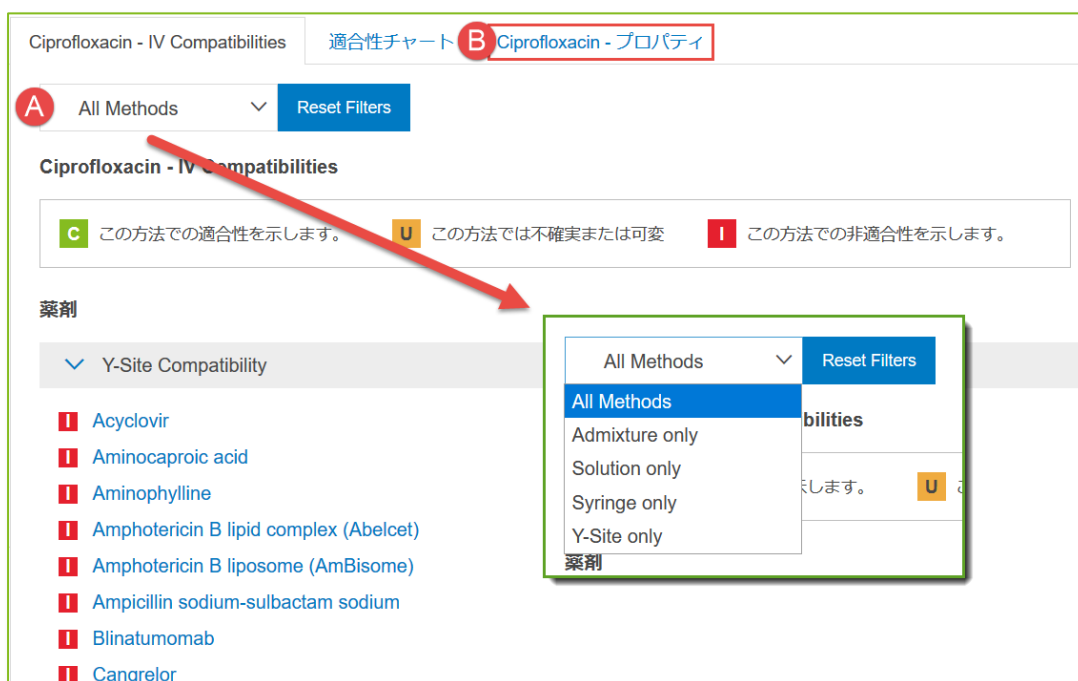 Ciprofloxacin - IV Compatibilities 適合性チャート B Ciprofloxacin - プロパティ
A All Methods Reset Filters
Ciprofloxacin - IV Compatibilities
C この方法での適合性を示します。 U この方法では不確実または可変 I この方法での非適合性を示します。
薬剤
Y-Site Compatibility
I Acyclovir
I Aminocaproic acid
I Aminophylline
I Amphotericin B lipid complex (Abelcet)
I Amphotericin B liposome (AmBisome)
I Ampicillin sodium-sulbactam sodium
I Blinatumomab
I Cangrelor
All Methods Reset Filters
All Methods
bilities
Admixture only
Solution only
示します。 U
Syringe only
Y-Site only
薬剤